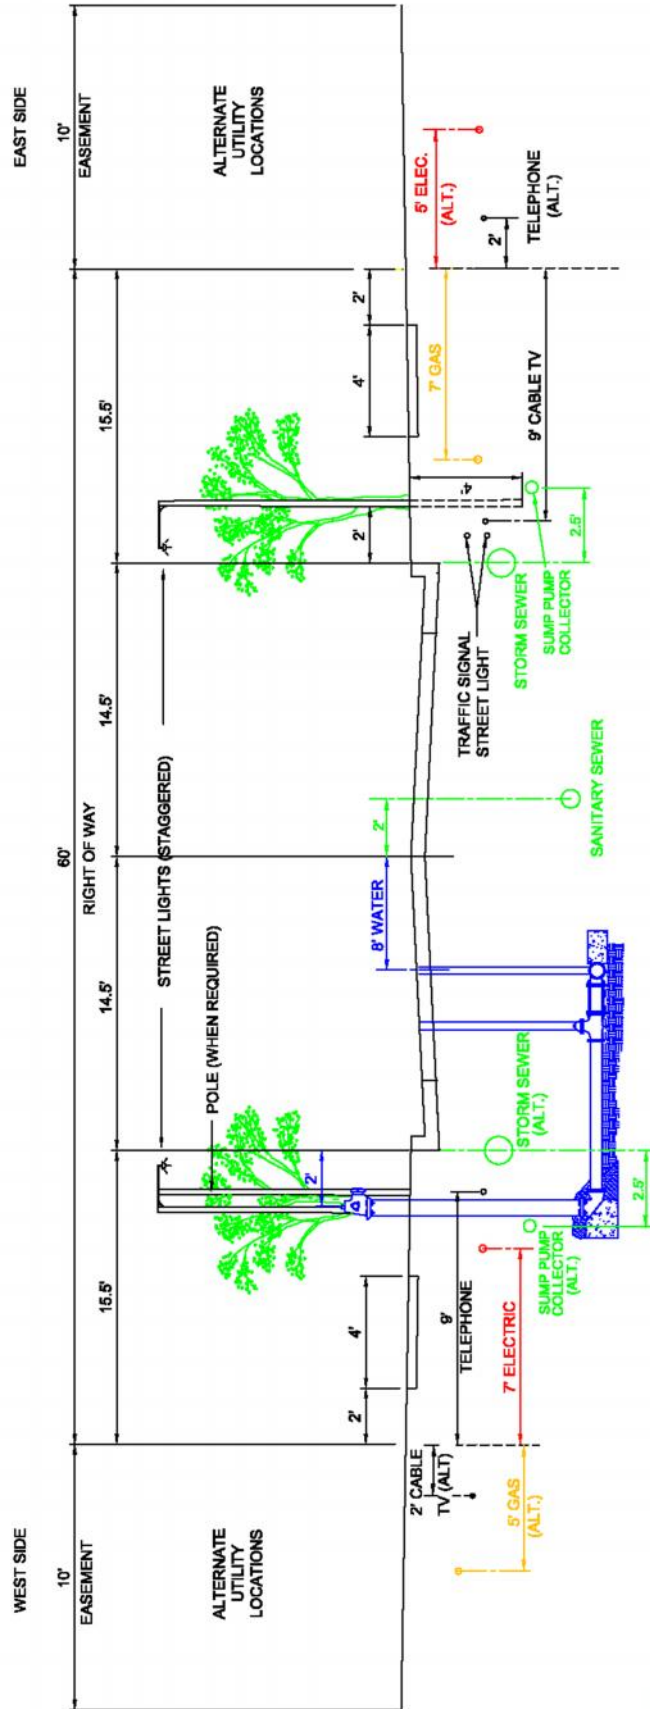 WEST SIDE
EAST SIDE
10'
EASEMENT
60'
RIGHT OF WAY
10'
EASEMENT
15.5'
14.5'
14.5'
15.5'
STREET LIGHTS (STAGGERED)
POLE (WHEN REQUIRED)
ALTERNATE
UTILITY
LOCATIONS
ALTERNATE
UTILITY
LOCATIONS
2'
4'
2'
2'
4'
2'
8' WATER
2'
4'
2' CABLE
TV (ALT)
9'
TELEPHONE
7' GAS
5' ELEC.
(ALT.)
5' GAS
(ALT.)
7' ELECTRIC
STORM SEWER
(ALT.)
SUMP PUMP
COLLECTOR
(ALT.)
2.5'
SANITARY SEWER
TRAFFIC SIGNAL
STREET LIGHT
STORM SEWER
SUMP PUMP
COLLECTOR
2.5'
9' CABLE TV
2'
TELEPHONE
(ALT.)